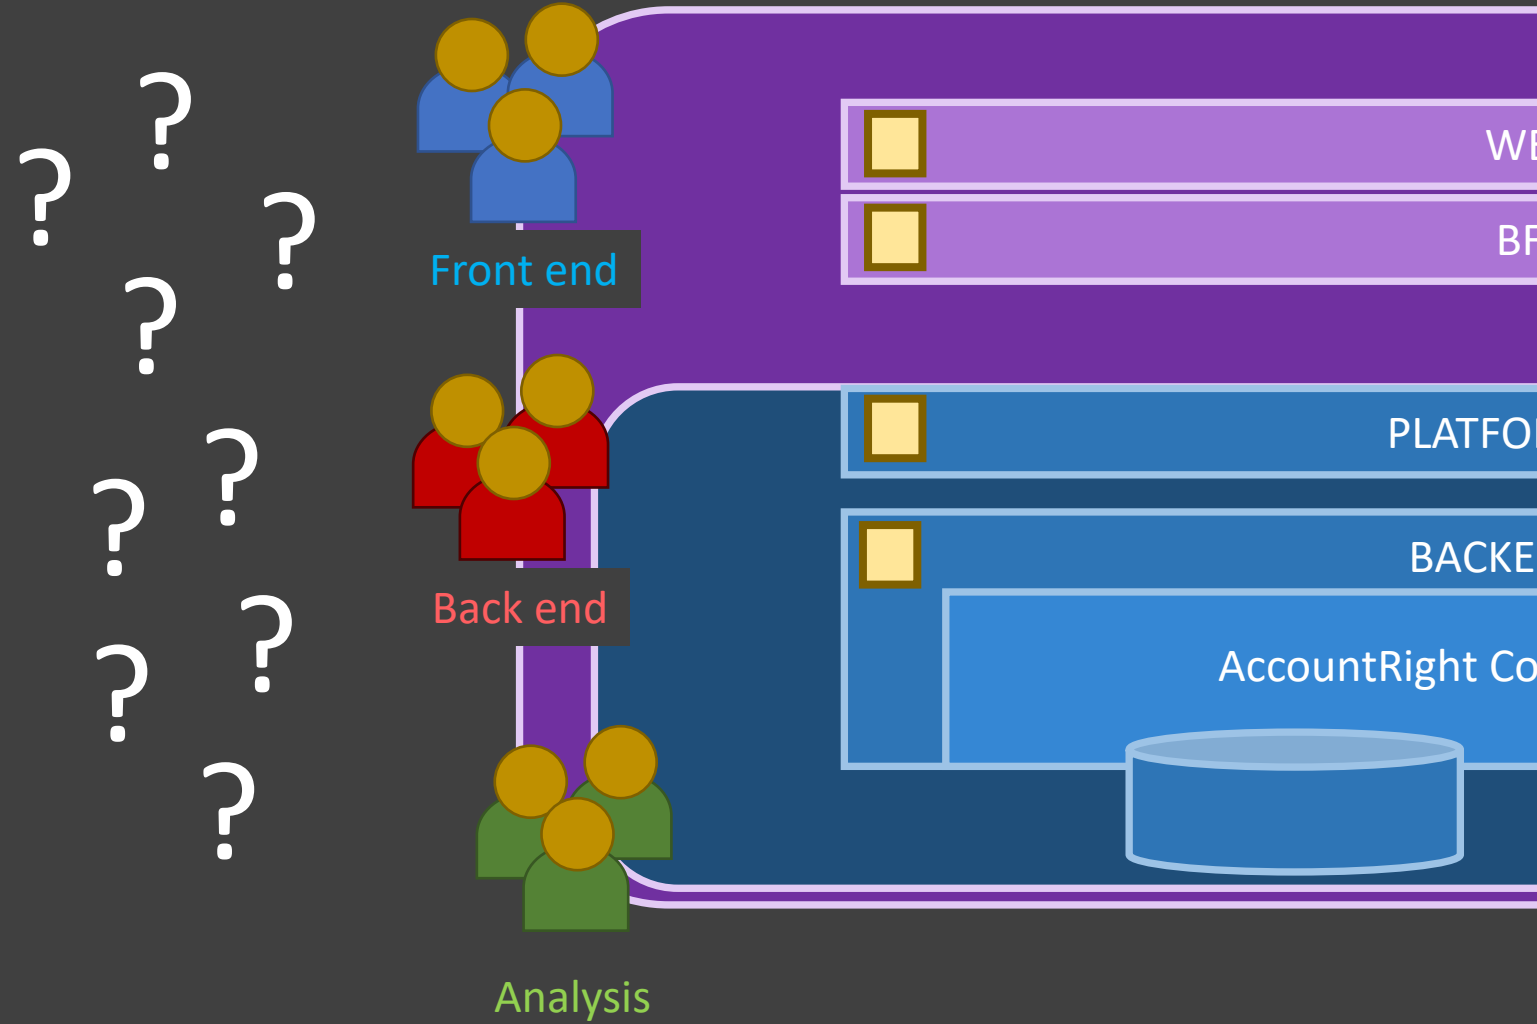 ?
?
?
?
?
?
?
?
?
Front end
Back end
Analysis
WE
BF
PLATFO
BACKE
AccountRight Co